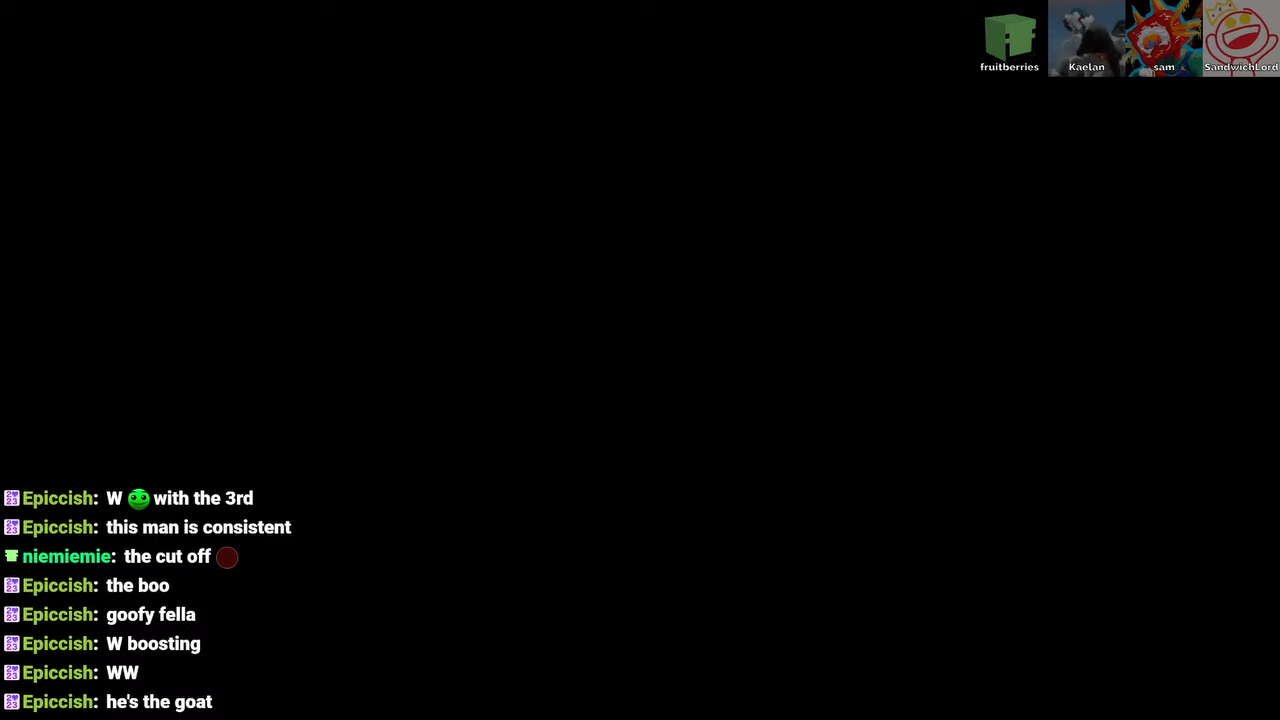 fruitberries Kaelan sam SandwichLord
Epiccish: W with the 3rd
Epiccish: this man is consistent
niemiemie: the cut off
Epiccish: the boo
Epiccish: goofy fella
Epiccish: W boosting
Epiccish: WW
Epiccish: he's the goat